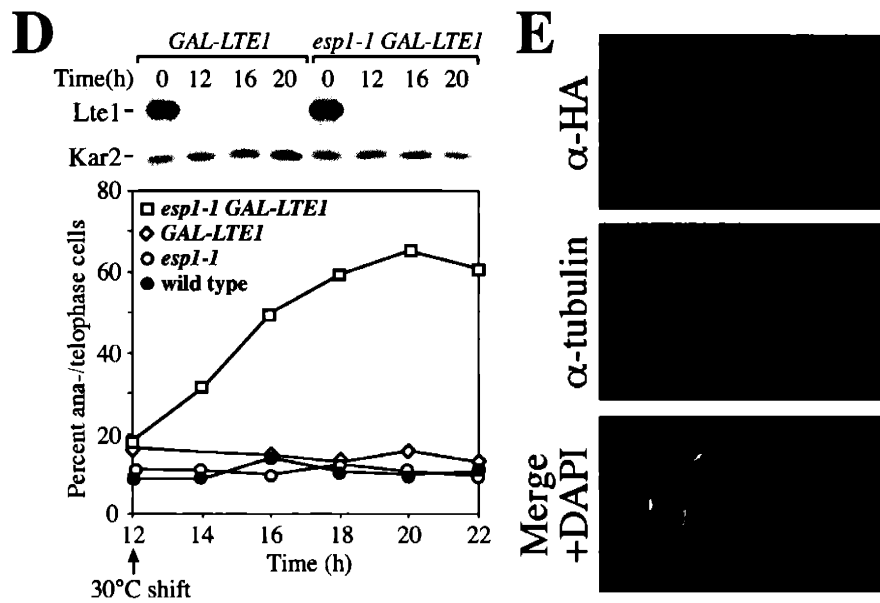 D
GAL-LTE1 esp1-1 GAL-LTE1
Time(h) 0 12 16 20 0 12 16 20
Lte1-
Kar2-
80
60
40
20
0
Percent ana-/telophase cells
esp1-1 GAL-LTE1
GAL-LTE1
esp1-1
wild type
12 14 16 18 20 22
Time (h)
30°C shift
E
α-HA
α-tubulin
Merge
+DAPI